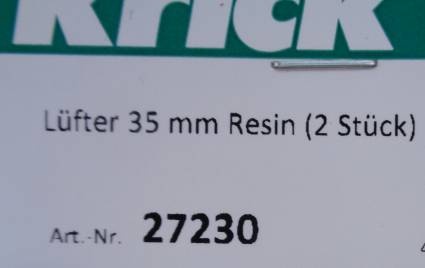 Krick
Lüfter 35 mm Resin (2 Stück)
Art.-Nr. 27230